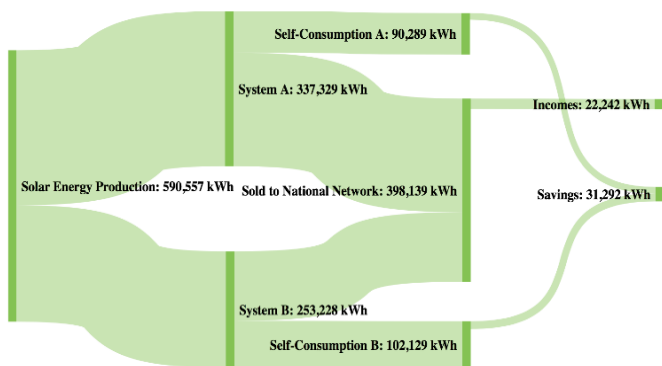 Self-Consumption A: 90,289 kWh
System A: 337,329 kWh
Incomes: 22,242 kWh
Solar Energy Production: 590,557 kWh
Sold to National Network: 398,139 kWh
Savings: 31,292 kWh
System B: 253,228 kWh
Self-Consumption B: 102,129 kWh